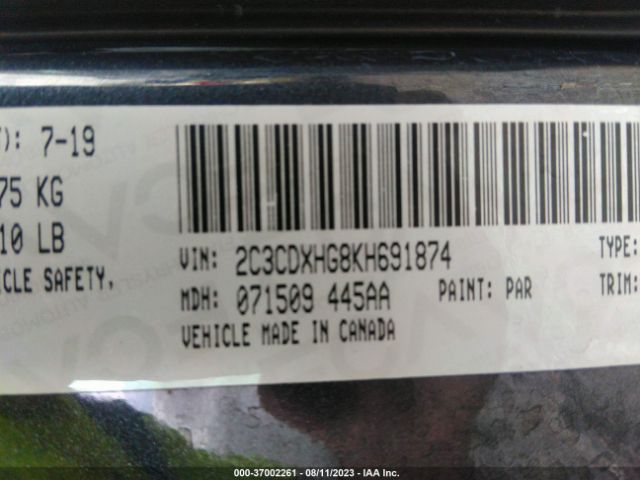 ): 7-19
75 KG
10 LB
ICLE SAFETY,
VIN: 2C3CDXHG8KH691874 TYPE:
MDH: 071509 445AA PAINT: PAR TRIM:
VEHICLE MADE IN CANADA
000-37002261 - 08/11/2023 - IAA Inc.